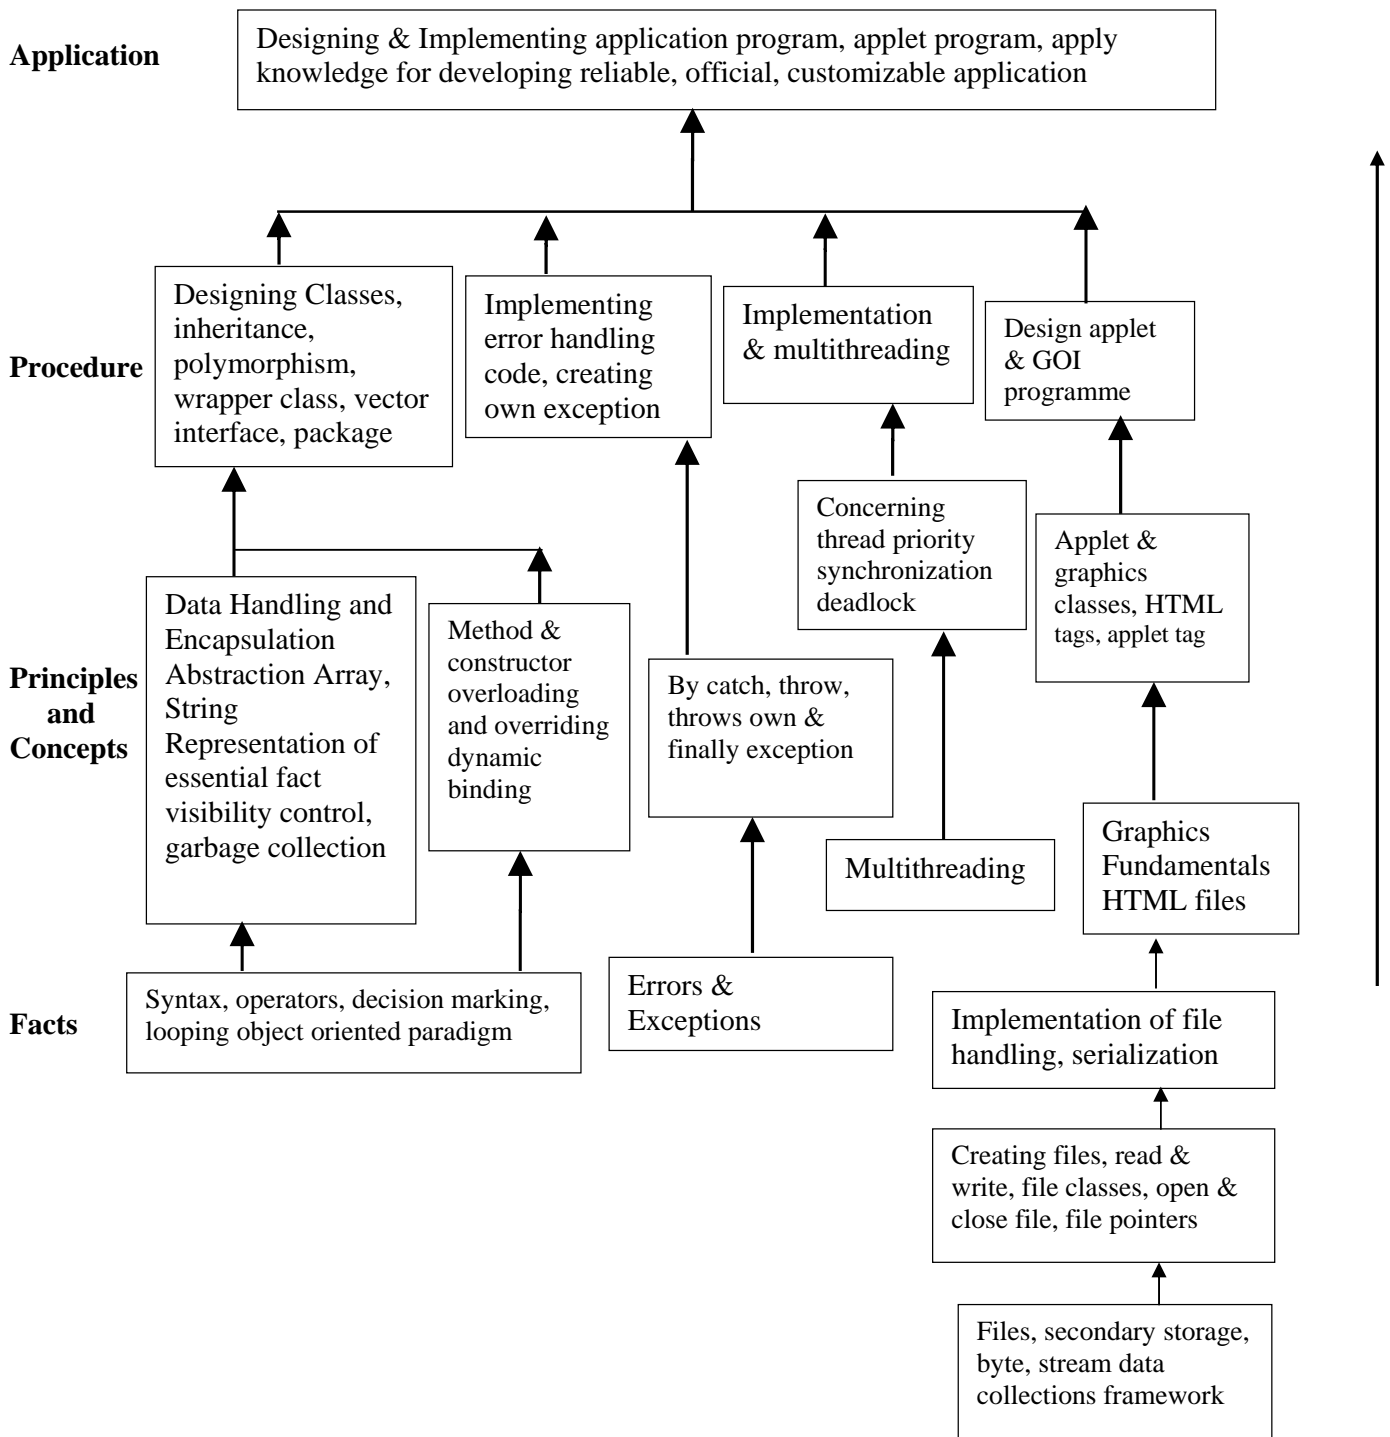 Application
Designing & Implementing application program, applet program, apply
knowledge for developing reliable, official, customizable application
Procedure
Designing Classes,
inheritance,
polymorphism,
wrapper class, vector
interface, package
Implementing
error handling
code, creating
own exception
Implementation
& multithreading
Design applet
& GOI
programme
Principles
and
Concepts
Data Handling and
Encapsulation
Abstraction Array,
String
Representation of
essential fact
visibility control,
garbage collection
Method &
constructor
overloading
and overriding
dynamic
binding
By catch, throw,
throws own &
finally exception
Concerning
thread priority
synchronization
deadlock
Applet &
graphics
classes, HTML
tags, applet tag
Multithreading
Graphics
Fundamentals
HTML files
Facts
Syntax, operators, decision marking,
looping object oriented paradigm
Errors &
Exceptions
Implementation of file
handling, serialization
Creating files, read &
write, file classes, open &
close file, file pointers
Files, secondary storage,
byte, stream data
collections framework